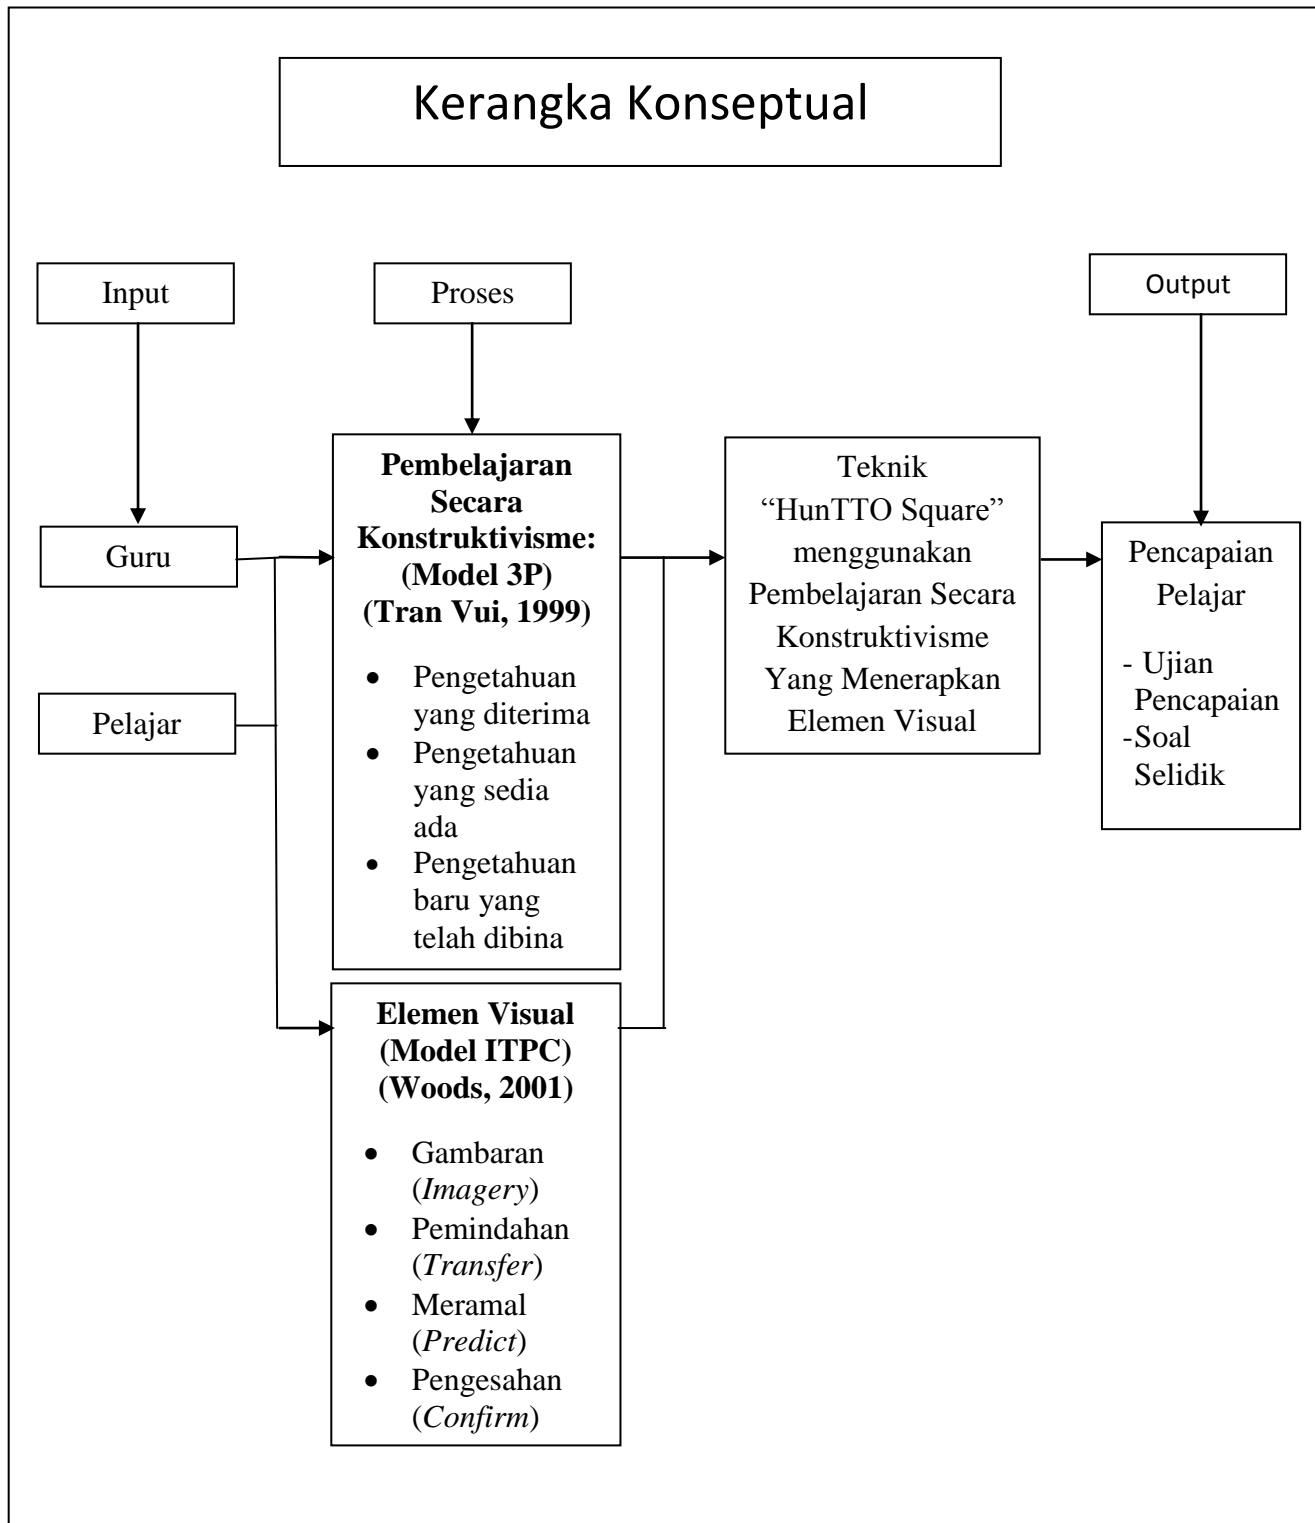 Kerangka Konseptual
Input
Proses
Output
Guru
Pelajar
Pembelajaran
Secara
Konstruktivisme:
(Model 3P)
(Tran Vui, 1999)
• Pengetahuan
yang diterima
• Pengetahuan
yang sedia
ada
• Pengetahuan
baru yang
telah dibina
Elemen Visual
(Model ITPC)
(Woods, 2001)
• Gambaran
(Imagery)
• Pemindahan
(Transfer)
• Meramal
(Predict)
• Pengesahan
(Confirm)
Teknik
“HunTTO Square”
menggunakan
Pembelajaran Secara
Konstruktivisme
Yang Menerapkan
Elemen Visual
Pencapaian
Pelajar
- Ujian
Pencapaian
-Soal
Selidik